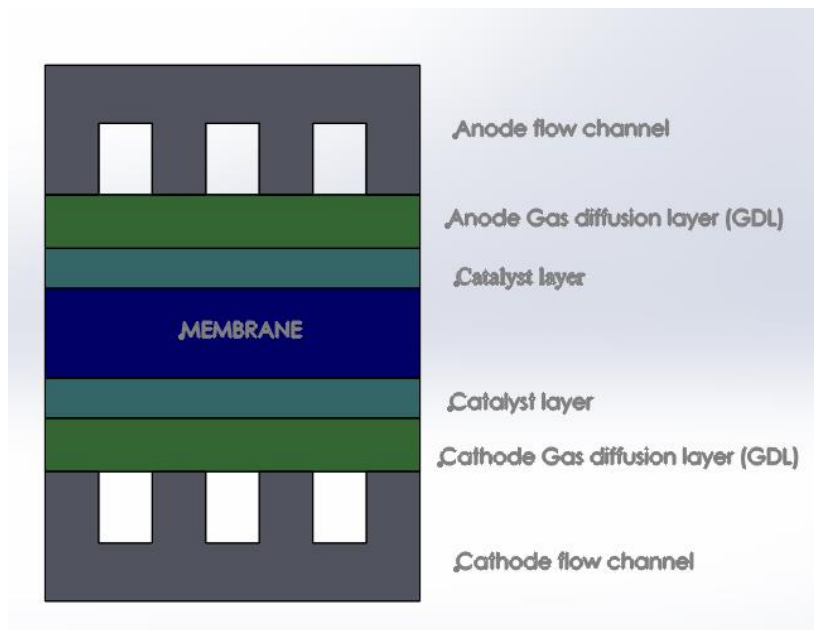 Anode flow channel
Anode Gas diffusion layer (GDL)
Catalyst layer
MEMBRANE
Catalyst layer
Cathode Gas diffusion layer (GDL)
Cathode flow channel